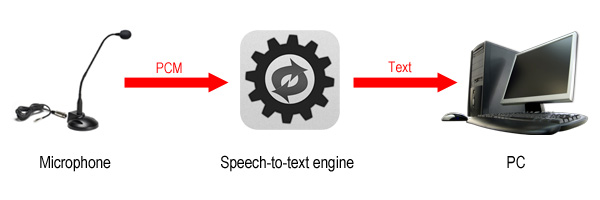 PCM
Text
Microphone
Speech-to-text engine
PC